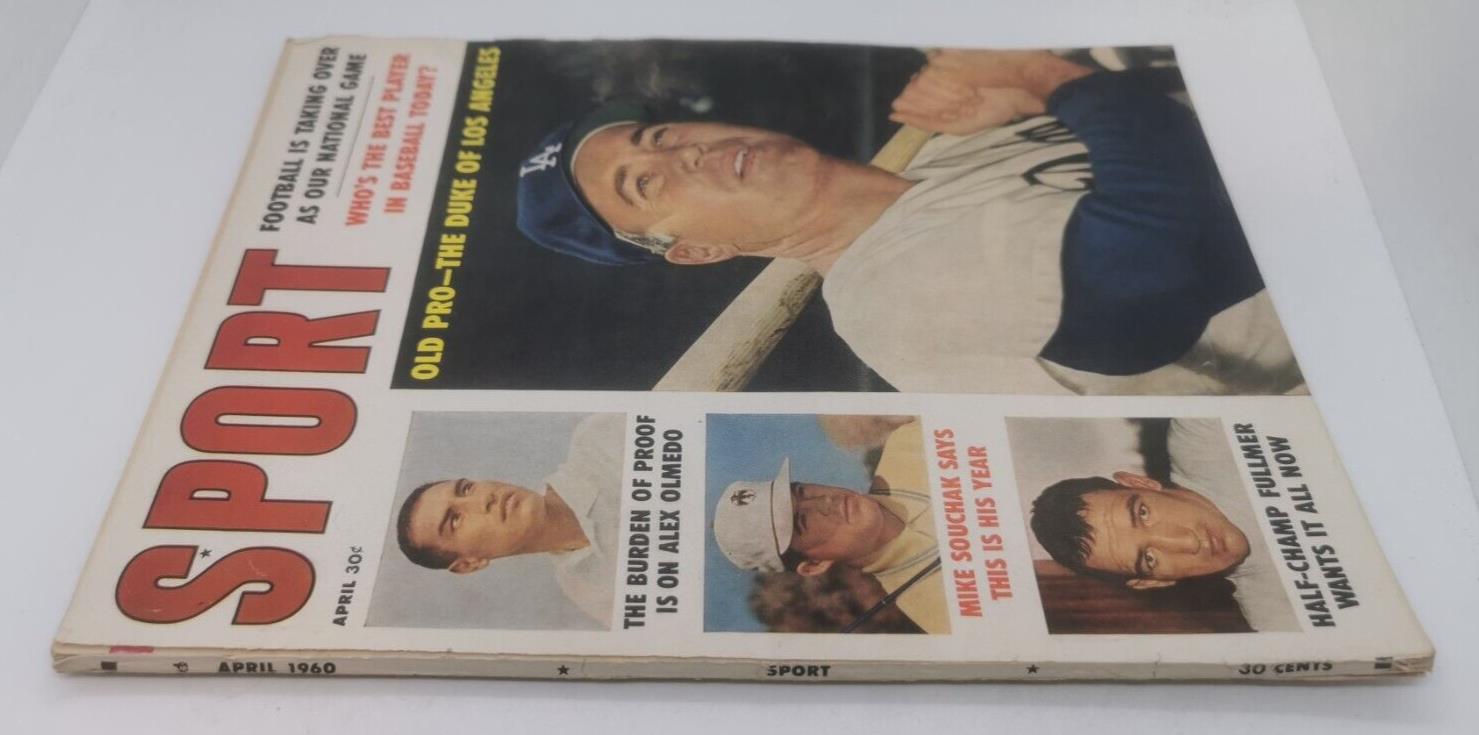 SPORT
FOOTBALL IS TAKING OVER
AS OUR NATIONAL GAME
WHO'S THE BEST PLAYER
IN BASEBALL TODAY?
APRIL 30¢
OLD PRO—THE DUKE OF LOS ANGELES
LA
THE BURDEN OF PROOF
IS ON ALEX OLMEDO
MIKE SOUCHAK SAYS
THIS IS HIS YEAR
HALF-CHAMP FULLMER
WANTS IT ALL NOW
APRIL 1960 ★ SPORT ★ 30 CENTS